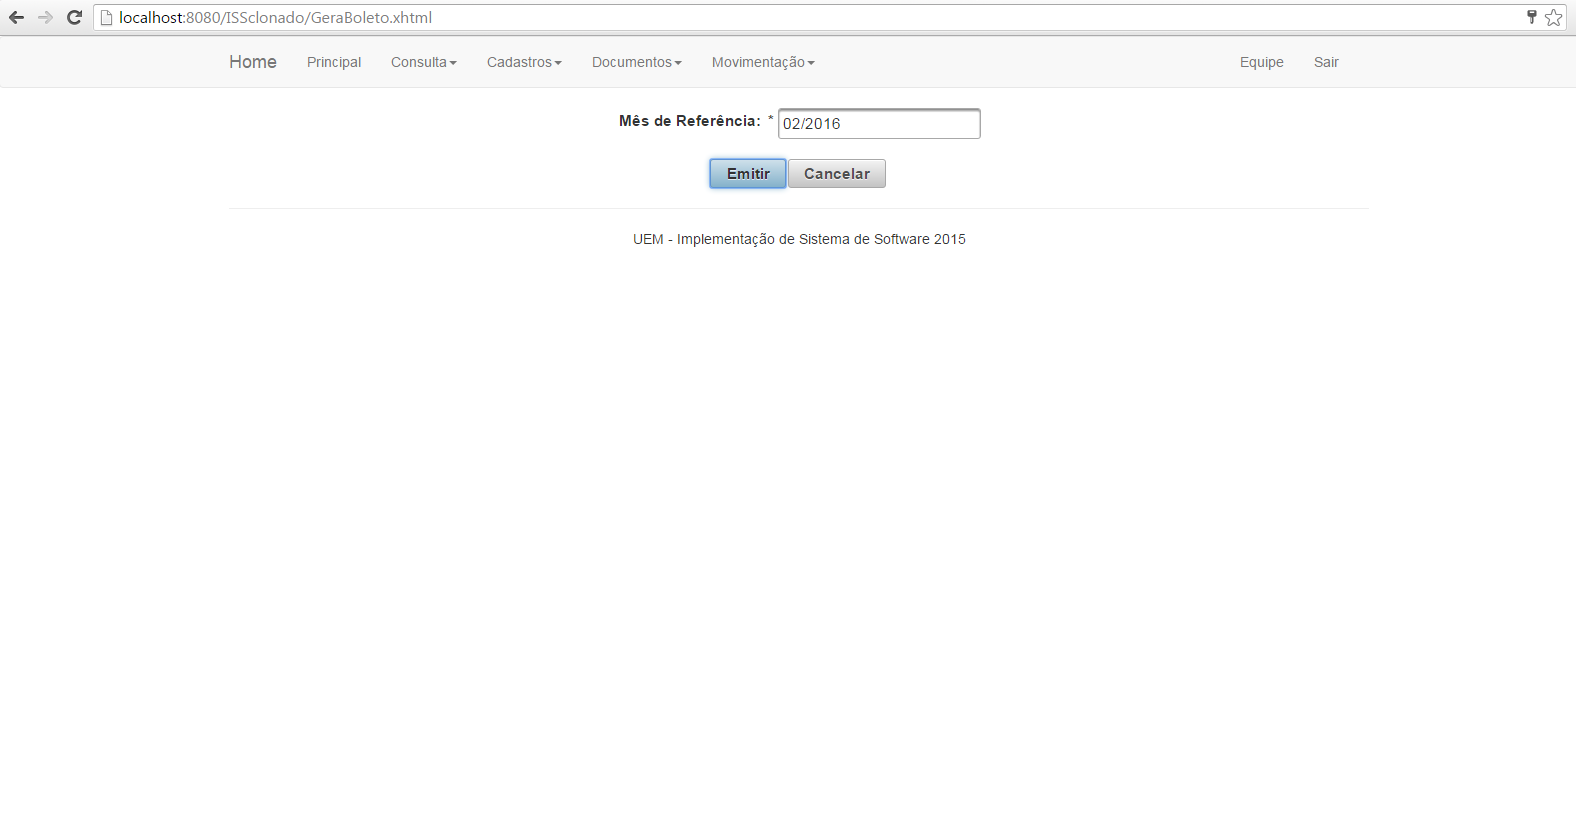 localhost:8080/ISSclonado/GeraBoleto.xhtml
Home Principal Consulta Cadastros Documentos Movimentação Equipe Sair
Mês de Referência: * 02/2016
Emitir Cancelar
UEM - Implementação de Sistema de Software 2015